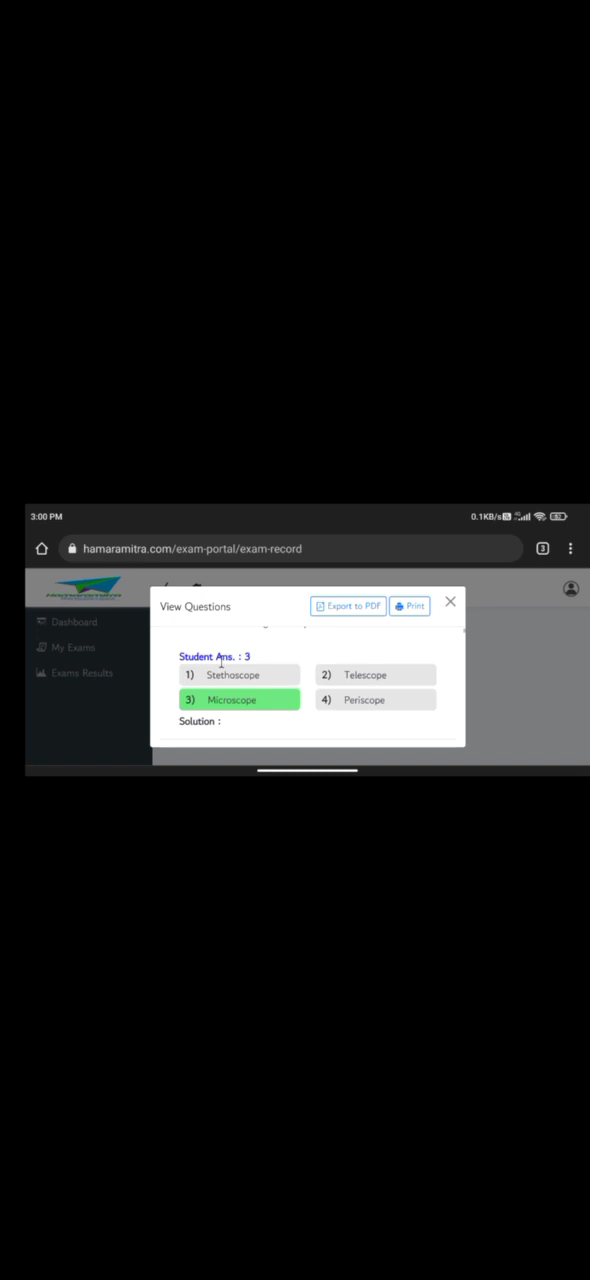 3:00 PM 0.1KB/s
hamaramitra.com/exam-portal/exam-record 3
Hamaramitra
View Questions Export to PDF Print
Dashboard
My Exams
Exams Results
Student Ans. : 3
1) Stethoscope 2) Telescope
3) Microscope 4) Periscope
Solution :